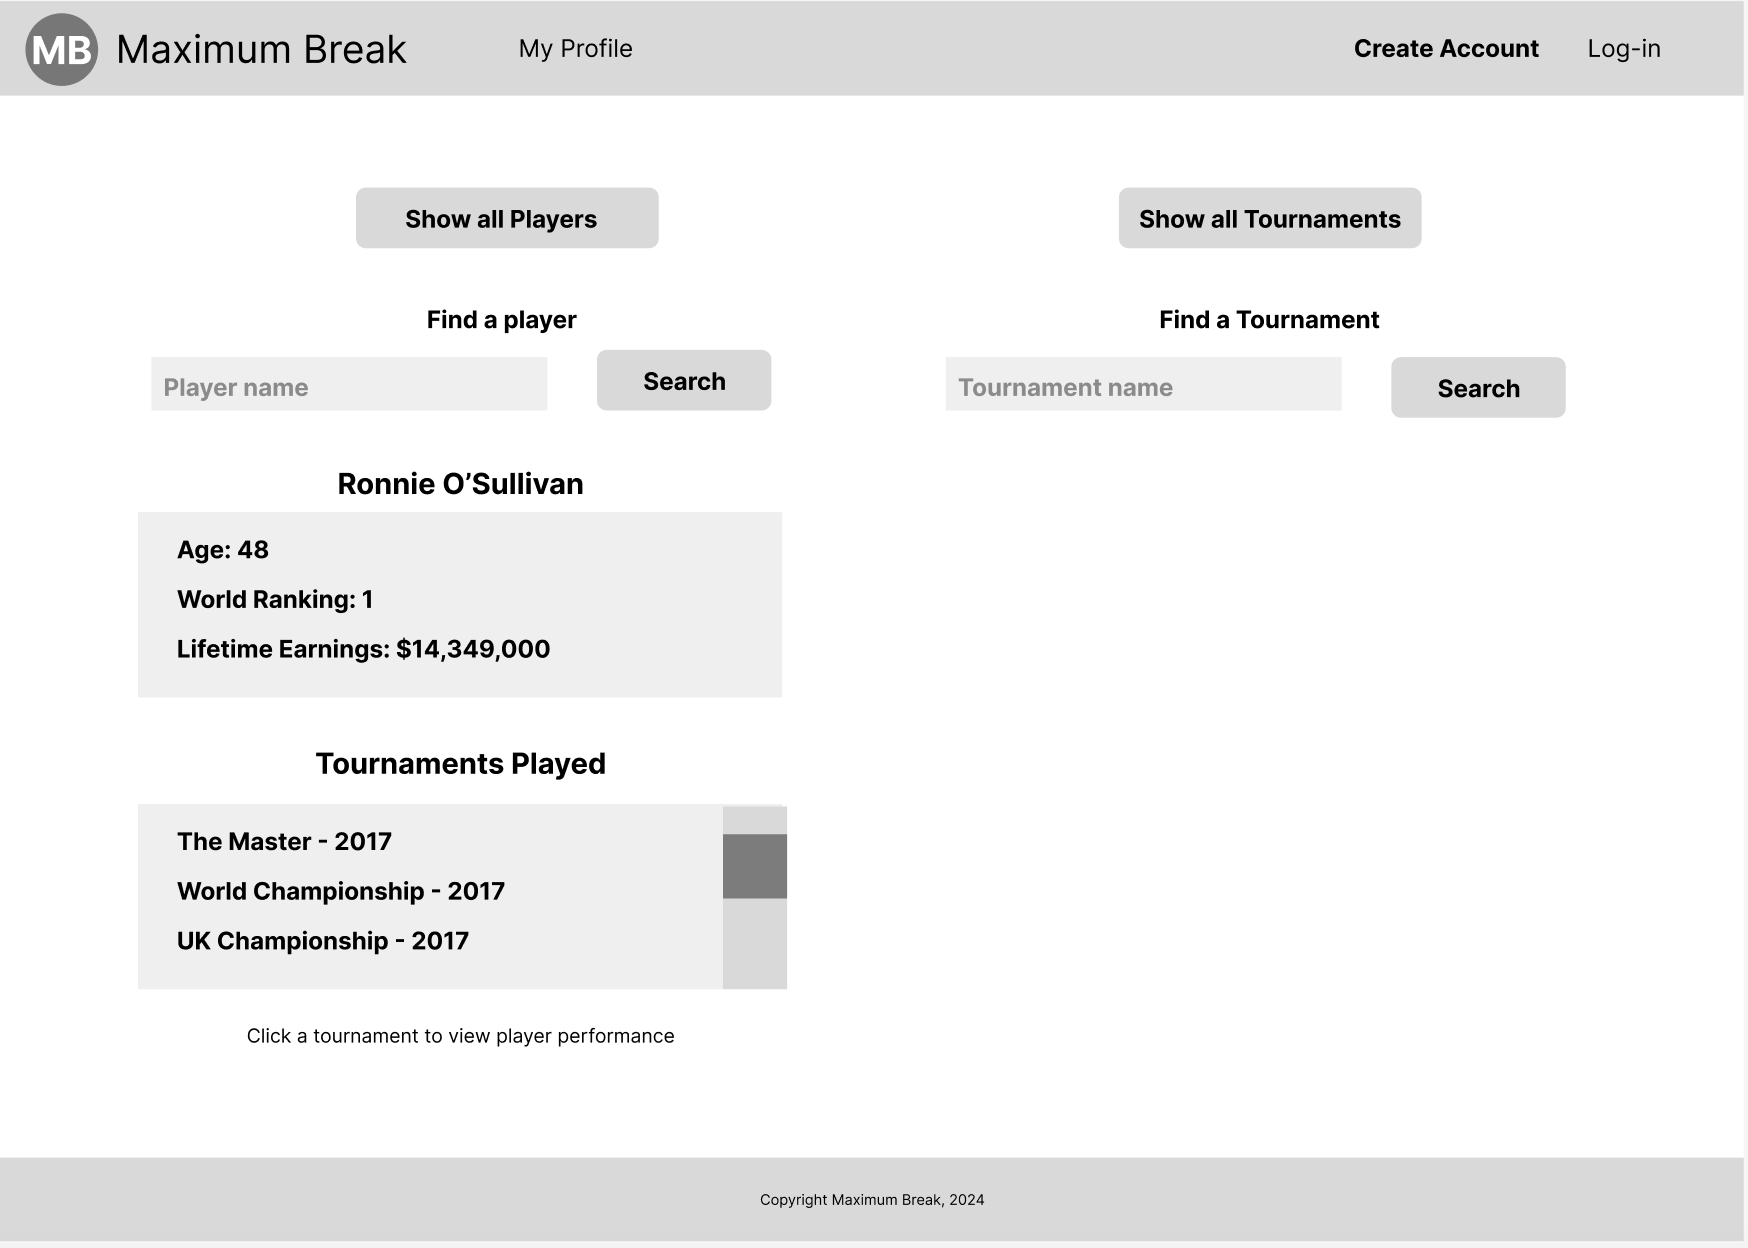 MB Maximum Break My Profile Create Account Log-in
Show all Players
Show all Tournaments
Find a player
Find a Tournament
Player name
Search
Tournament name
Search
Ronnie O’Sullivan
Age: 48
World Ranking: 1
Lifetime Earnings: $14,349,000
Tournaments Played
The Master - 2017
World Championship - 2017
UK Championship - 2017
Click a tournament to view player performance
Copyright Maximum Break, 2024